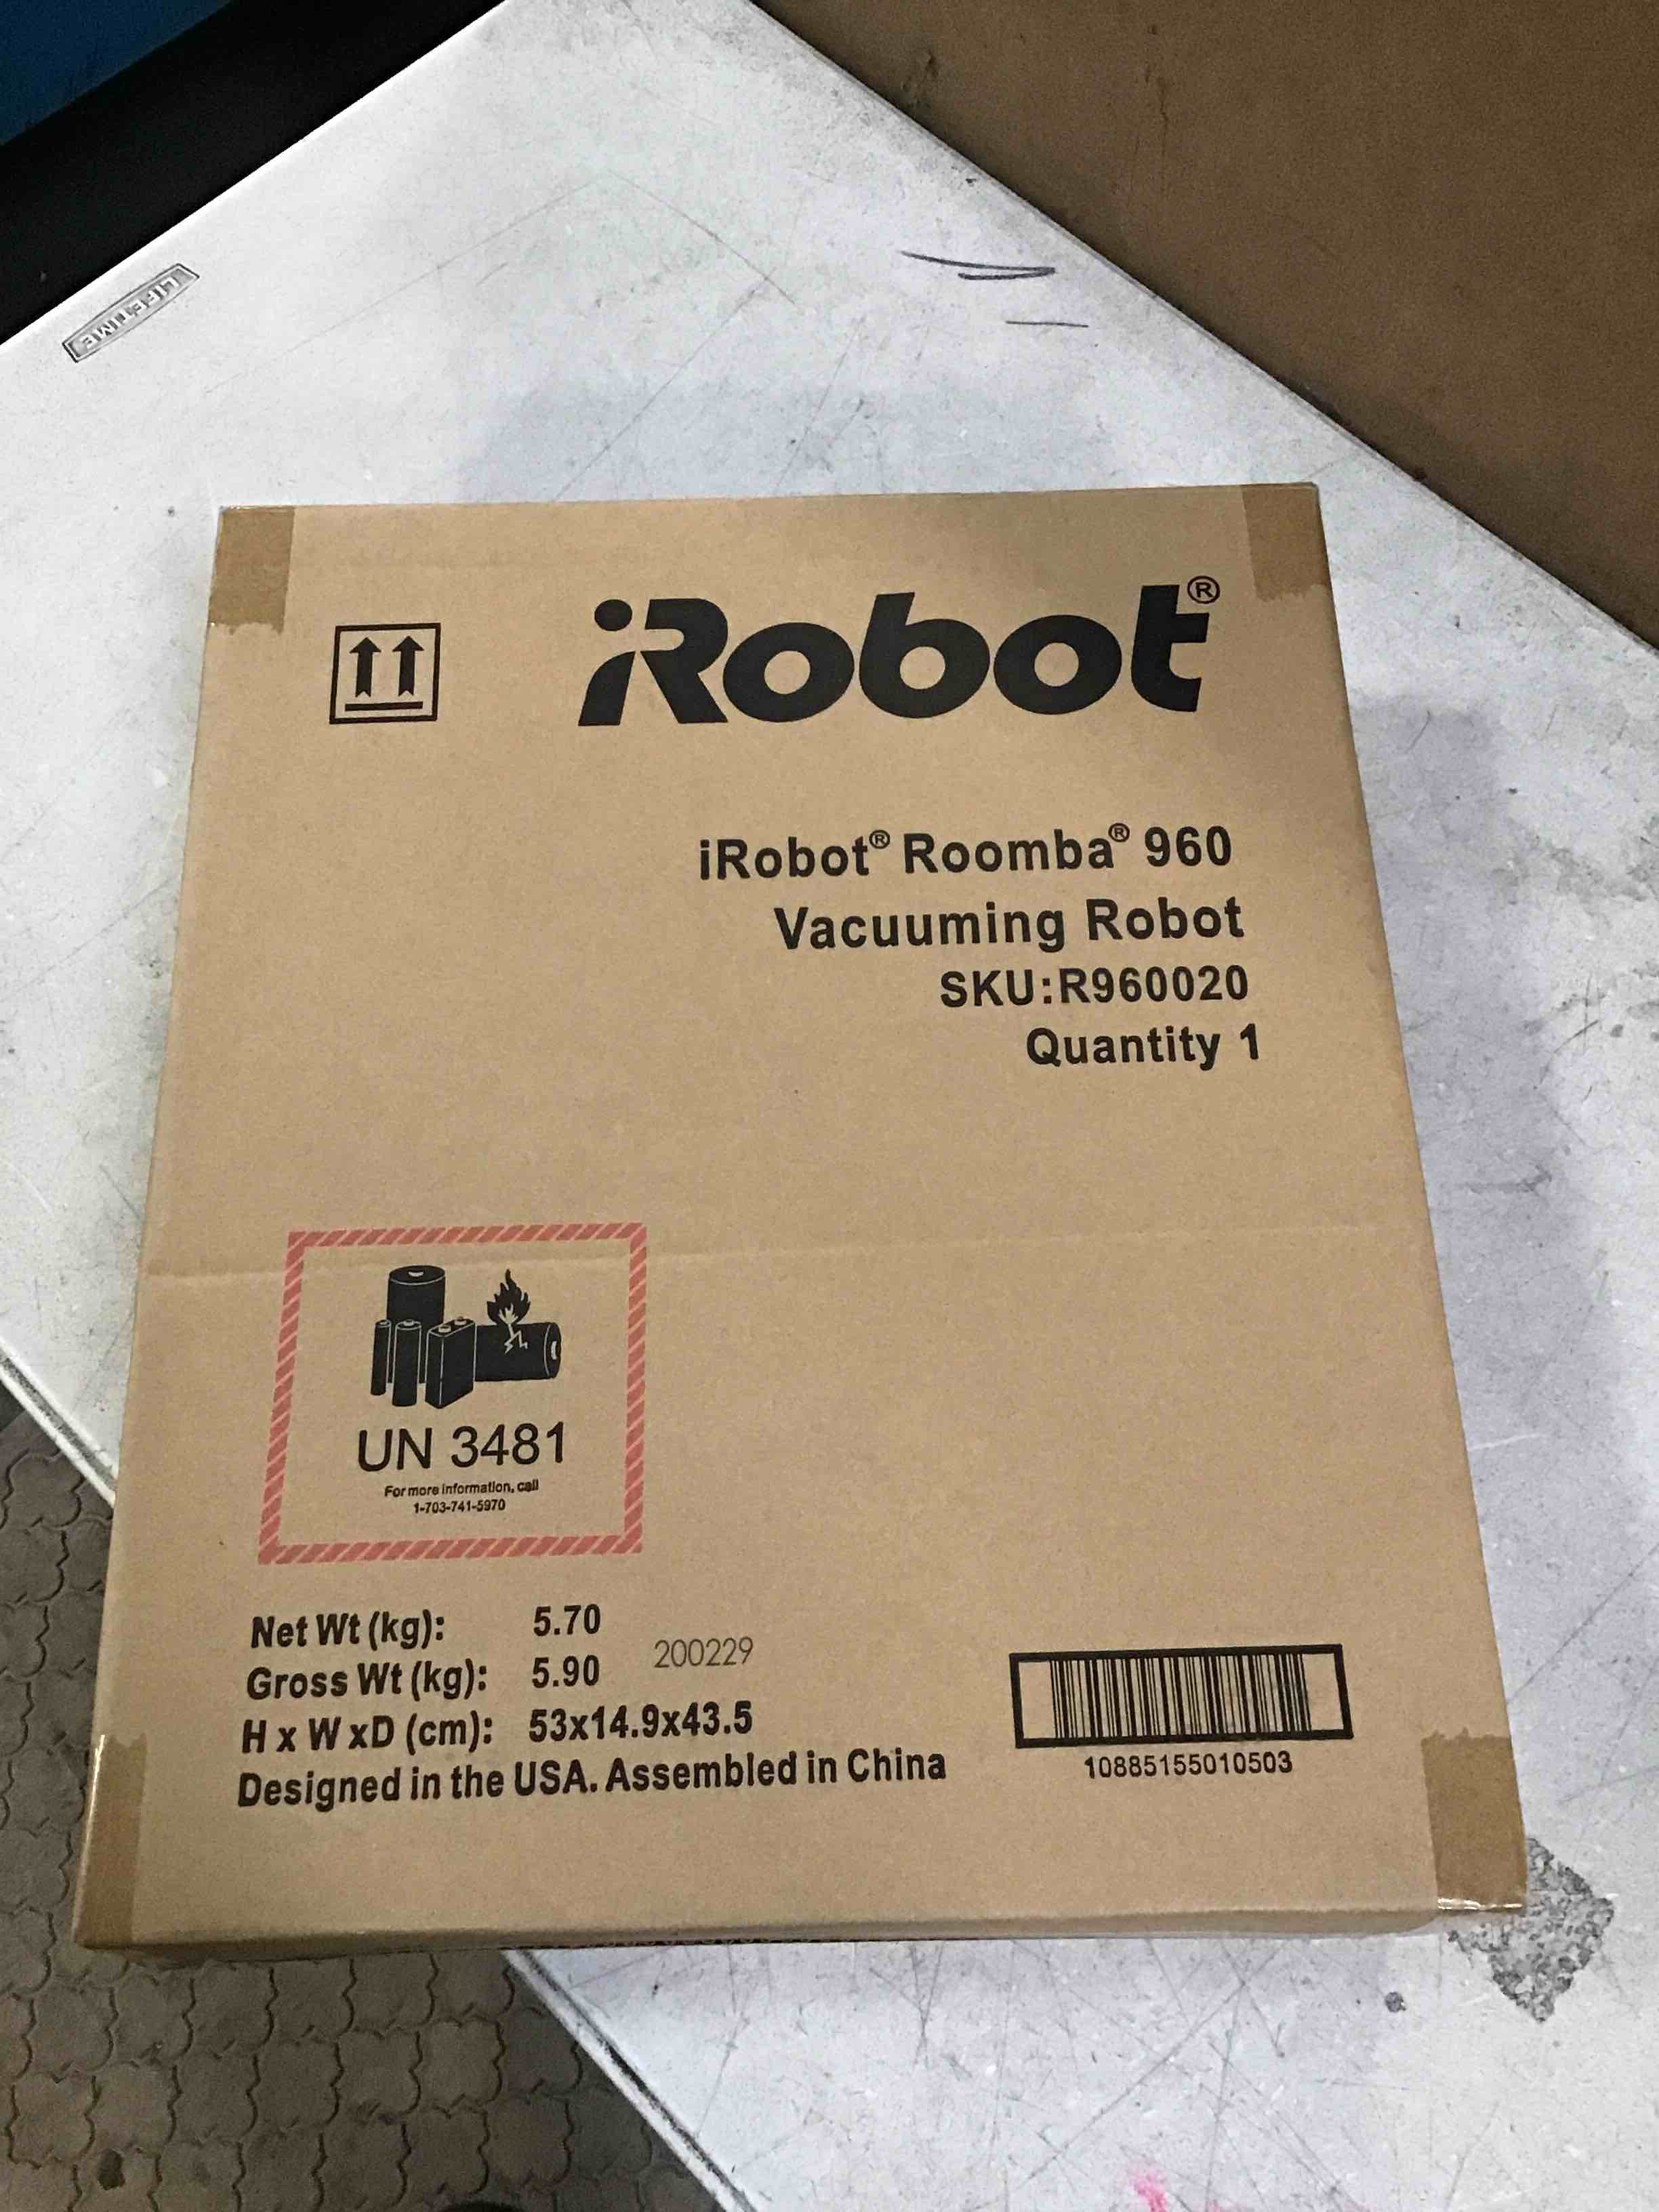 LIFETIME
iRobot®
iRobot® Roomba® 960
Vacuuming Robot
SKU:R960020
Quantity 1
UN 3481
For more information, call
1-703-741-5970
Net Wt (kg): 5.70
Gross Wt (kg): 5.90
200229
H x W xD (cm): 53x14.9x43.5
Designed in the USA. Assembled in China
10885155010503